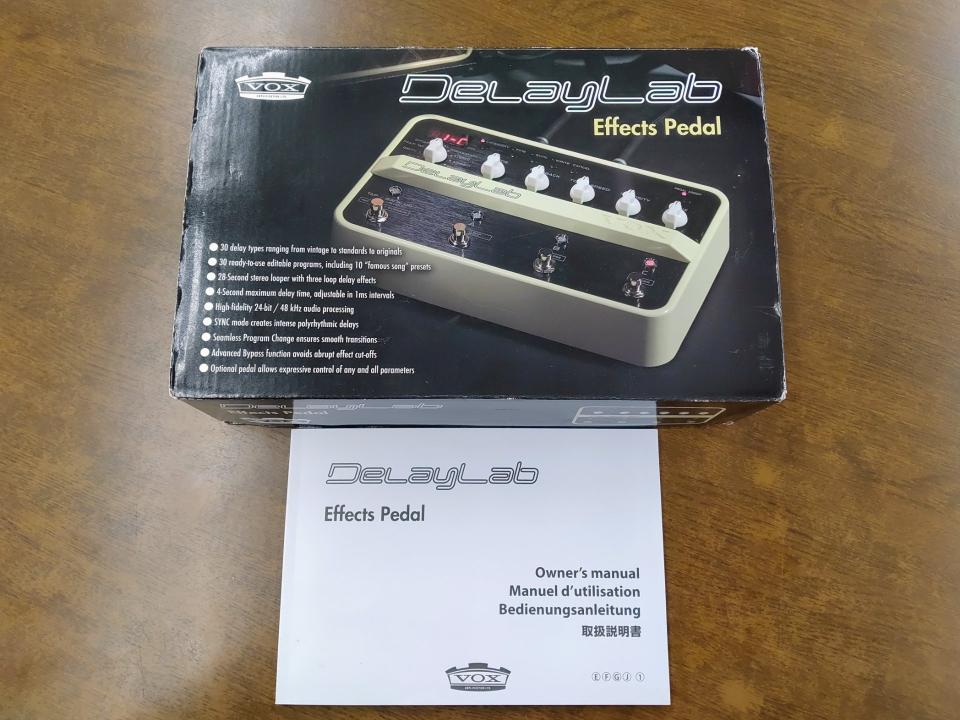 VOX
DELAYLAB
Effects Pedal
DELAYLAB
30 delay types ranging from vintage to standards to originals
30 ready-to-use editable programs, including 10 "famous song" presets
28-Second stereo looper with three loop delay effects
4-Second maximum delay time, adjustable in 1ms intervals
High-fidelity 24-bit / 48 kHz audio processing
SYNC mode creates intense polyrhythmic delays
Seamless Program Change ensures smooth transitions
Advanced Bypass function avoids abrupt effect cut-offs
Optional pedal allows expressive control of any and all parameters
DELAYLAB
Effects Pedal
DELAYLAB
Effects Pedal
Owner's manual
Manuel d'utilisation
Bedienungsanleitung
取扱説明書
VOX
Ⓔ Ⓕ Ⓖ Ⓙ ①